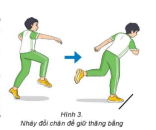 Hình 3.
Nhảy đổi chân để giữ thăng bằng